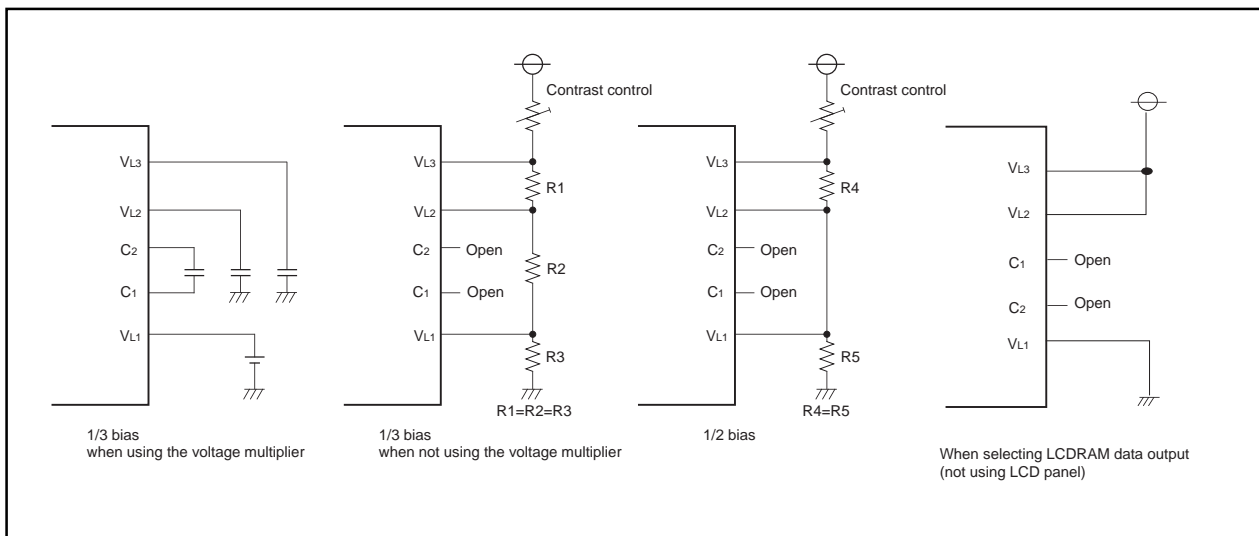 VL3
VL2
C2
C1
VL1
1/3 bias
when using the voltage multiplier
Contrast control
VL3
R1
VL2
C2
Open
R2
C1
Open
VL1
R3
R1=R2=R3
1/3 bias
when not using the voltage multiplier
Contrast control
VL3
R4
VL2
C2
Open
C1
Open
VL1
R5
R4=R5
1/2 bias
VL3
VL2
C1
Open
C2
Open
VL1
When selecting LCDRAM data output
(not using LCD panel)